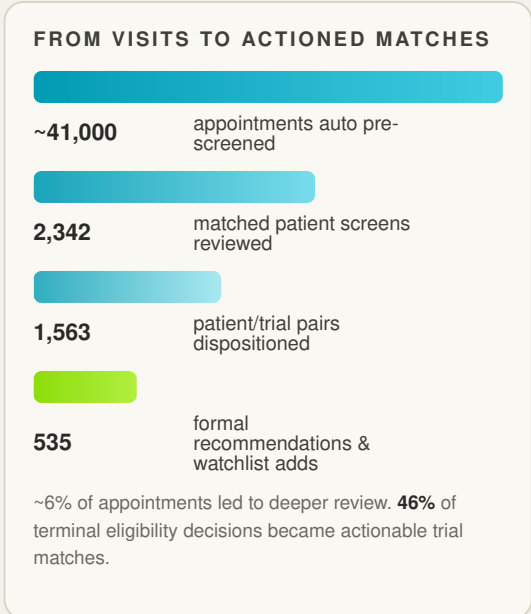 FROM VISITS TO ACTIONED MATCHES
~41,000
appointments auto pre-
screened
2,342
matched patient screens
reviewed
1,563
patient/trial pairs
dispositioned
535
formal
recommendations &
watchlist adds
~6% of appointments led to deeper review. 46% of
terminal eligibility decisions became actionable trial
matches.